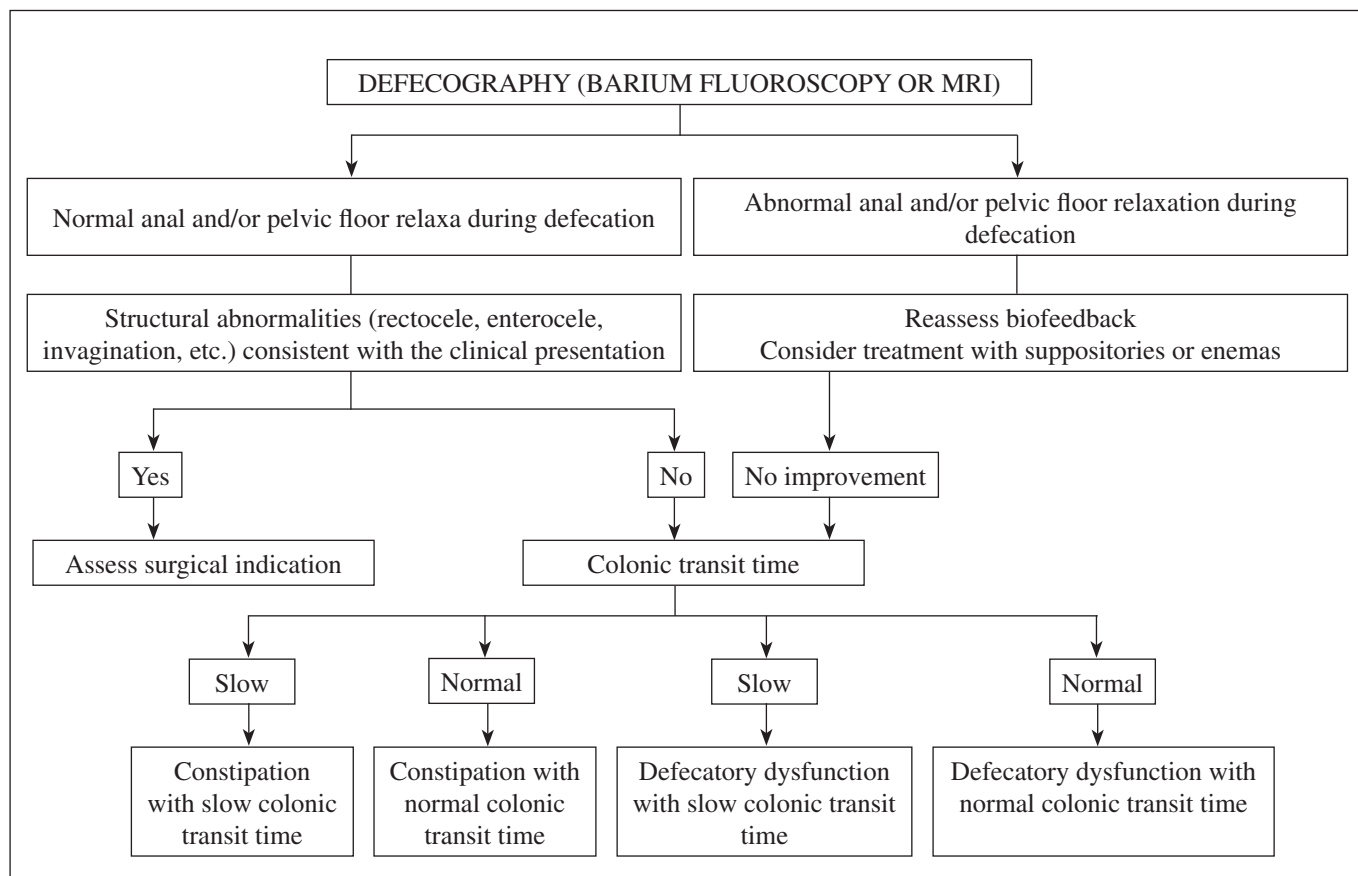 DEFECOGRAPHY (BARIUM FLUOROSCOPY OR MRI)
Normal anal and/or pelvic floor relaxa during defecation
Abnormal anal and/or pelvic floor relaxation during
defecation
Structural abnormalities (rectocele, enterocele,
invagination, etc.) consistent with the clinical presentation
Reassess biofeedback
Consider treatment with suppositories or enemas
Yes
No
No improvement
Assess surgical indication
Colonic transit time
Slow
Normal
Slow
Normal
Constipation
with slow colonic
transit time
Constipation with
normal colonic
transit time
Defecatory dysfunction
with slow colonic transit
time
Defecatory dysfunction with
normal colonic transit time